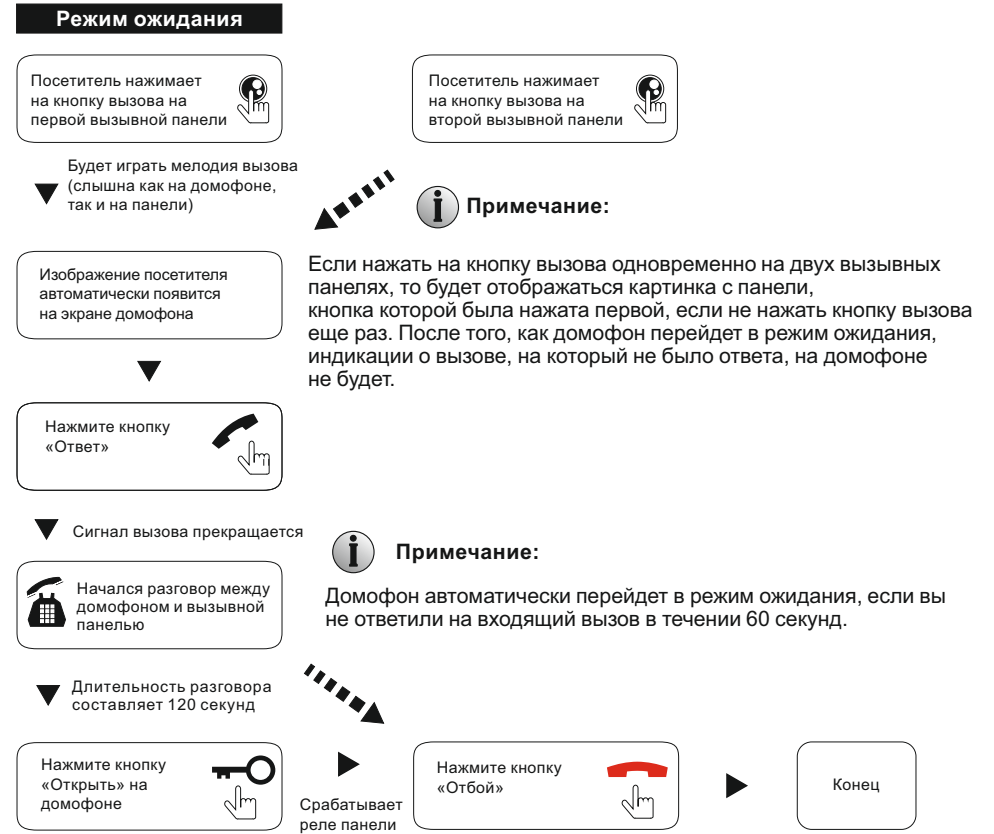 Режим ожидания
Посетитель нажимает
на кнопку вызова на
первой вызывной панели
Посетитель нажимает
на кнопку вызова на
второй вызывной панели
Будет играть мелодия вызова
(слышна как на домофоне,
так и на панели)
Примечание:
Изображение посетителя
автоматически появится
на экране домофона
Если нажать на кнопку вызова одновременно на двух вызывных
панелях, то будет отображаться картинка с панели,
кнопка которой была нажата первой, если не нажать кнопку вызова
еще раз. После того, как домофон перейдет в режим ожидания,
индикации о вызове, на который не было ответа, на домофоне
не будет.
Нажмите кнопку
«Ответ»
Сигнал вызова прекращается
Примечание:
Начался разговор между
домофоном и вызывной
панелью
Домофон автоматически перейдет в режим ожидания, если вы
не ответили на входящий вызов в течении 60 секунд.
Длительность разговора
составляет 120 секунд
Нажмите кнопку
«Открыть» на
домофоне
Срабатывает
реле панели
Нажмите кнопку
«Отбой»
Конец